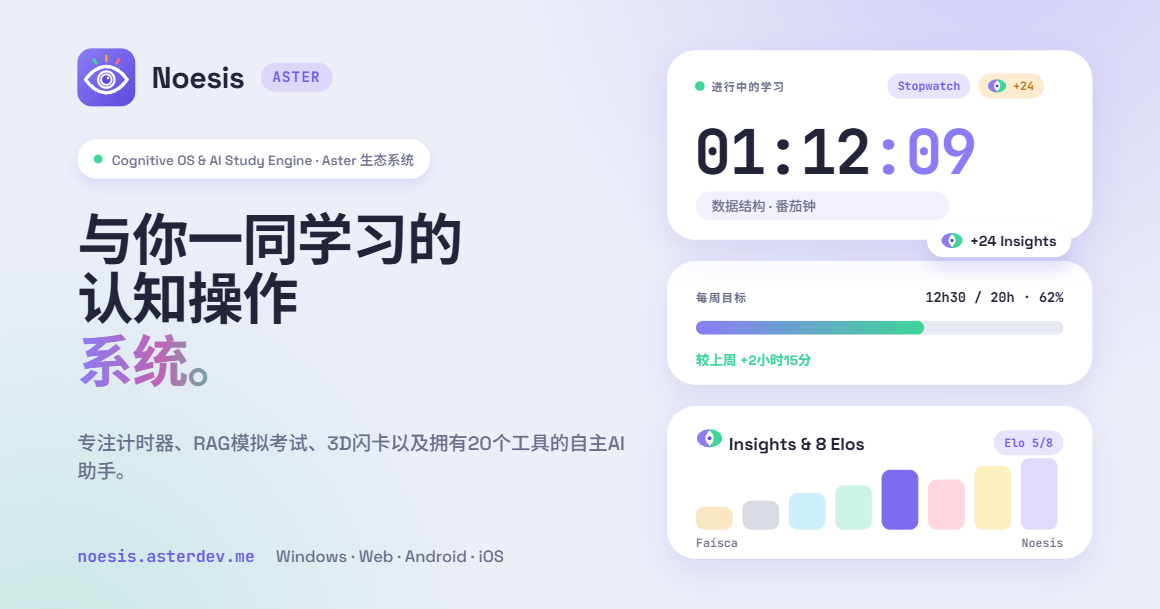 Noesis
ASTER
Cognitive OS & AI Study Engine · Aster 生态系统
与你一同学习的
认知操作
系统。
专注计时器、RAG模拟考试、3D闪卡以及拥有20个工具的自主AI
助手。
noesis.asterdev.me
Windows · Web · Android · iOS
进行中的学习
Stopwatch
+24
01:12:09
数据结构 · 番茄钟
+24 Insights
每周目标
12h30 / 20h · 62%
较上周 +2小时15分
Insights & 8 Elos
Elo 5/8
Faísca
Noesis